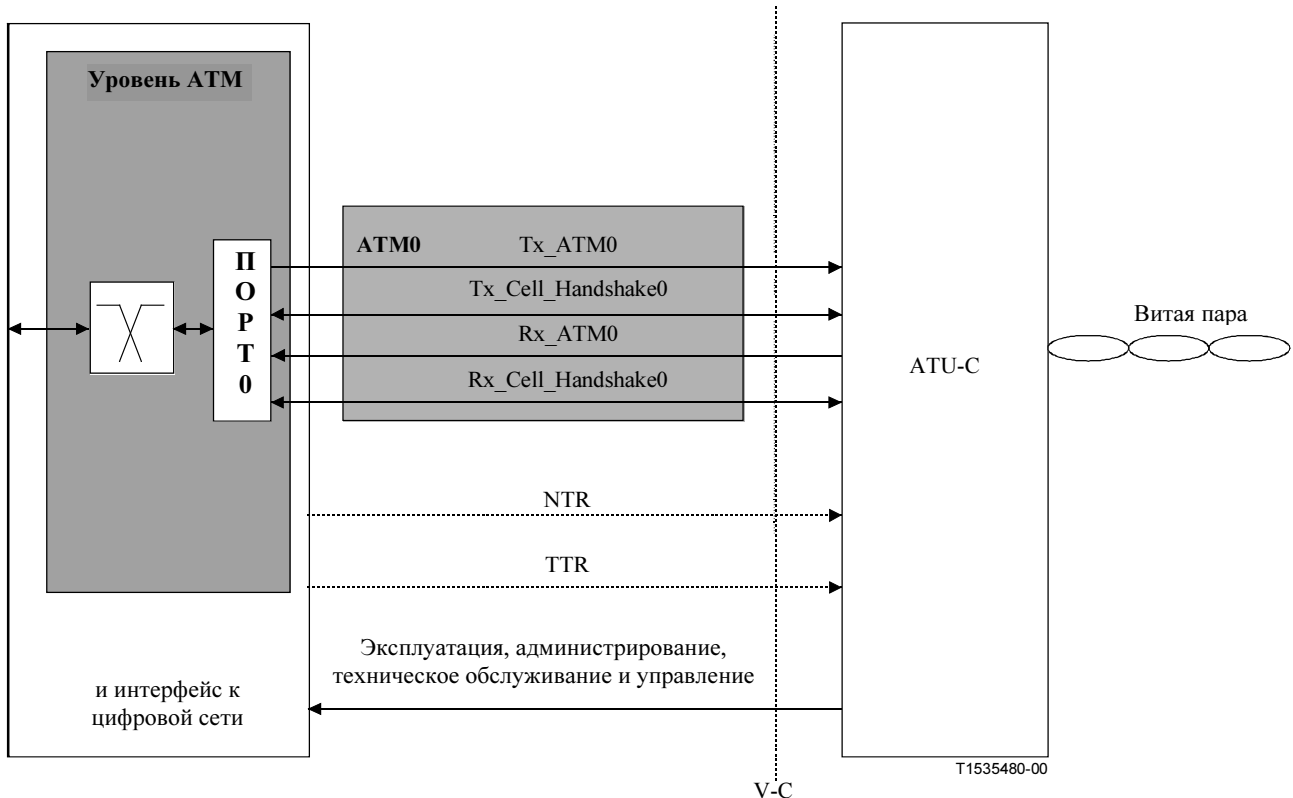 Уровень ATM
ПОРТ0
ATM0
Tx_ATM0
Tx_Cell_Handshake0
Rx_ATM0
Rx_Cell_Handshake0
NTR
TTR
Эксплуатация, администрирование,
техническое обслуживание и управление
и интерфейс к
цифровой сети
ATU-C
Витая пара
T1535480-00
V-C